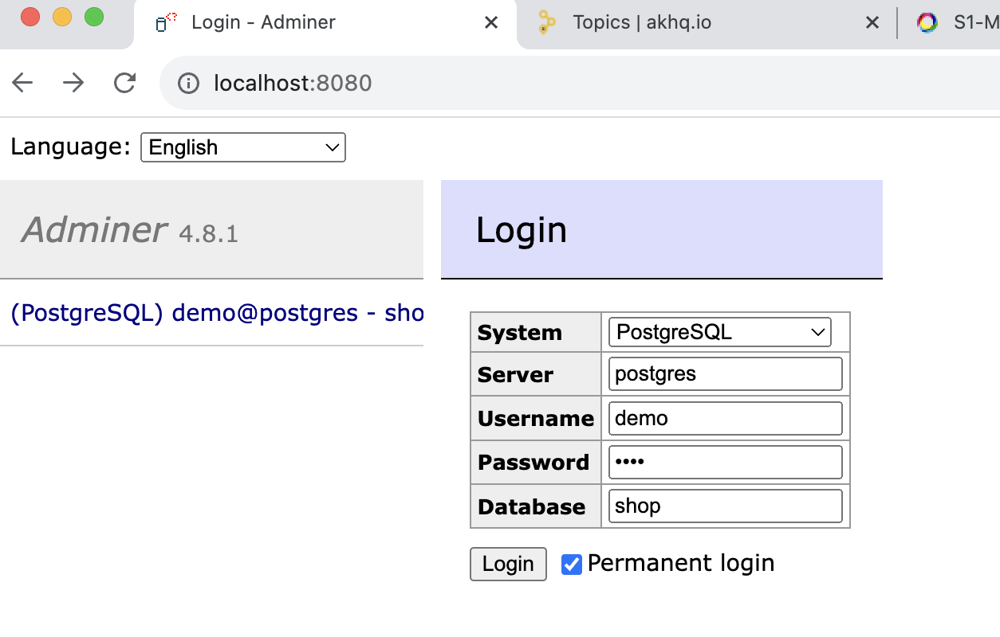 Login - Adminer
Topics | akhq.io
S1-M
localhost:8080
Language: English
Adminer 4.8.1
(PostgreSQL) demo@postgres - sho
Login
System PostgreSQL
Server postgres
Username demo
Password ••••
Database shop
Login Permanent login